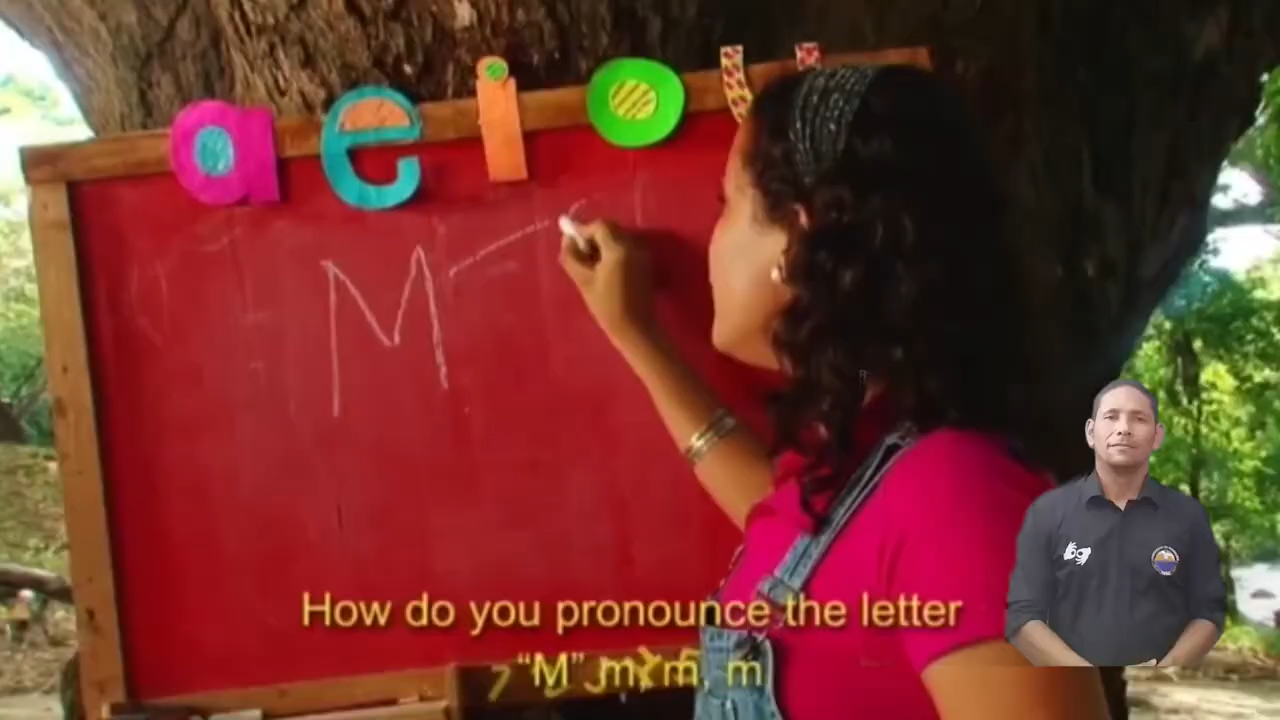 a e i o u
M
How do you pronounce the letter
“M” m, m, m